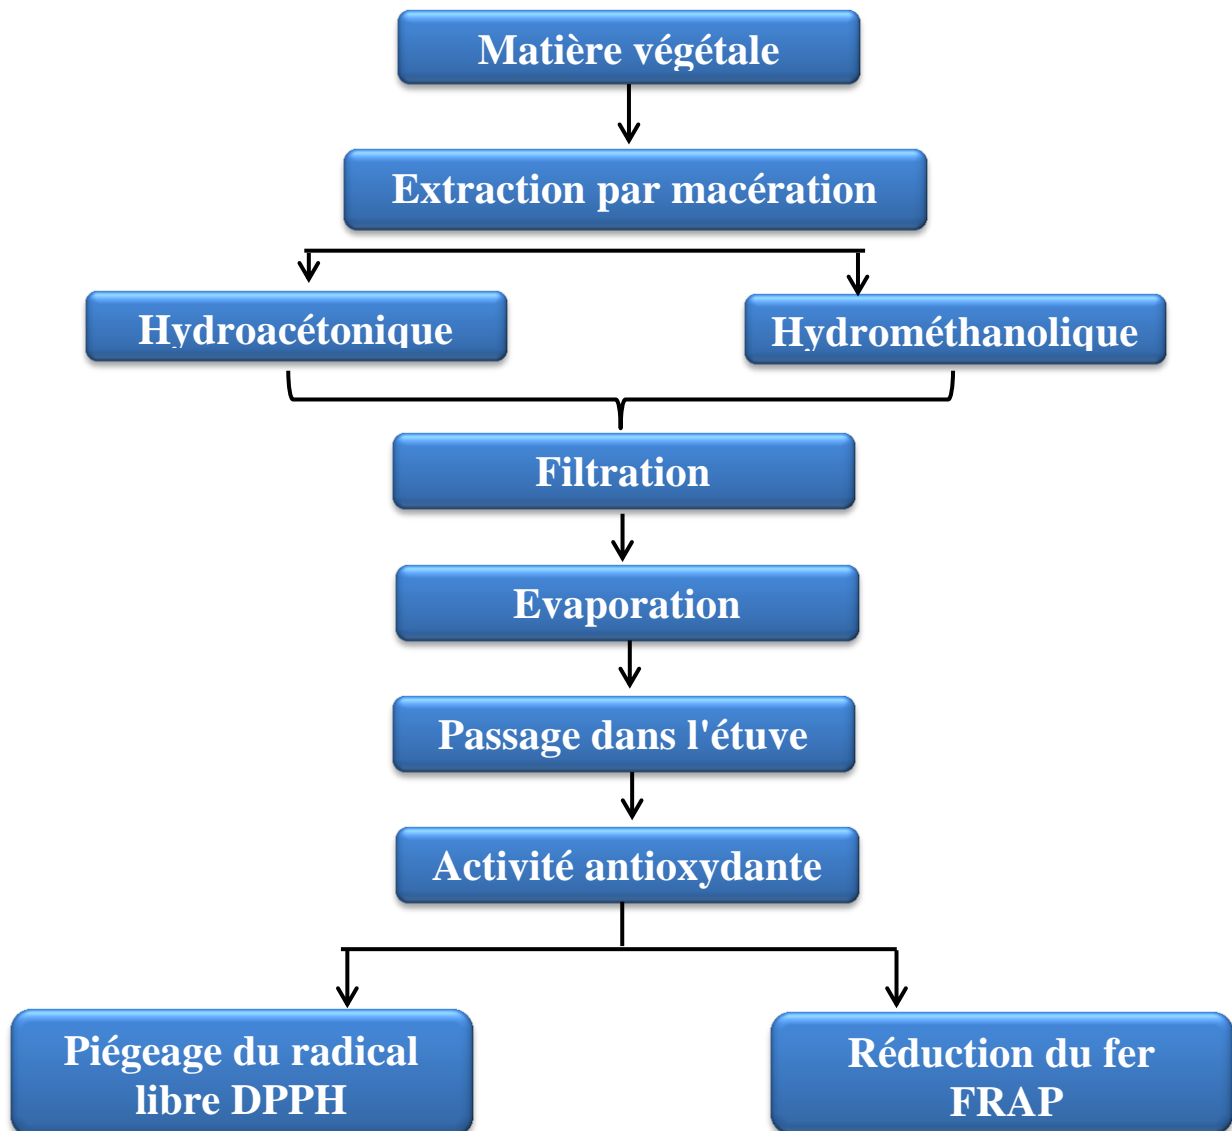 Matière végétale
Extraction par macération
Hydroacétonique
Hydrométhanolique
Filtration
Evaporation
Passage dans l'étuve
Activité antioxydante
Piégeage du radical
libre DPPH
Réduction du fer
FRAP